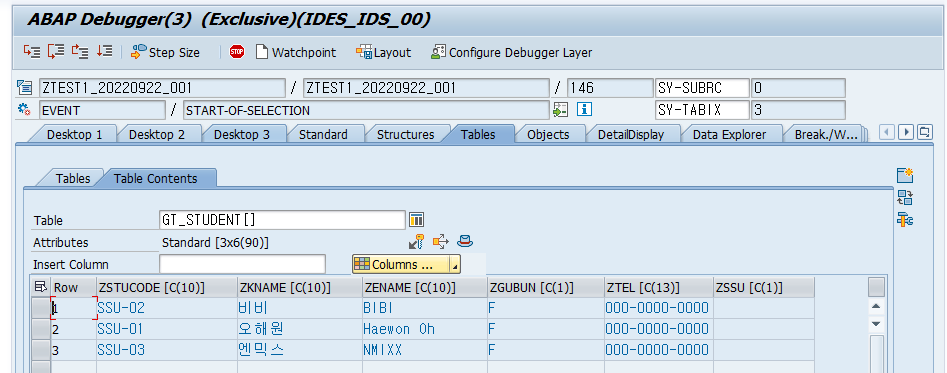 ABAP Debugger(3) (Exclusive)(IDES_IDS_00)
Step Size STOP Watchpoint Layout Configure Debugger Layer
ZTEST1_20220922_001 / ZTEST1_20220922_001 / 146 SY-SUBRC 0
EVENT / START-OF-SELECTION SY-TABIX 3
Desktop 1 Desktop 2 Desktop 3 Standard Structures Tables Objects DetailDisplay Data Explorer Break./W...
Tables Table Contents
Table GT_STUDENT[]
Attributes Standard [3x6(90)]
Insert Column Columns ...
Row ZSTUCODE [C(10)] ZKNAME [C(10)] ZENAME [C(10)] ZGUBUN [C(1)] ZTEL [C(13)] ZSSU [C(1)]
1 SSU-02 비비 BIBI F 000-0000-0000
2 SSU-01 오해원 Haewon Oh F 000-0000-0000
3 SSU-03 엔믹스 NMIXX F 000-0000-0000